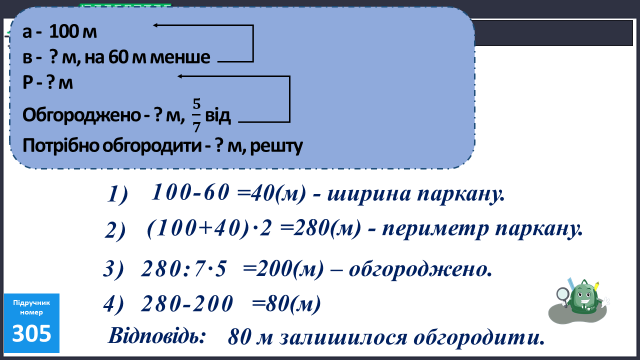 а - 100 м
в - ? м, на 60 м менше
Р - ? м
Обгороджено - ? м, 5/7 від
Потрібно обгородити - ? м, решту
1) 100-60 =40(м) - ширина паркану.
2) (100+40)·2 =280(м) - периметр паркану.
3) 280:7·5 =200(м) – обгороджено.
4) 280-200 =80(м)
Відповідь: 80 м залишилося обгородити.
Підручник
номер
305